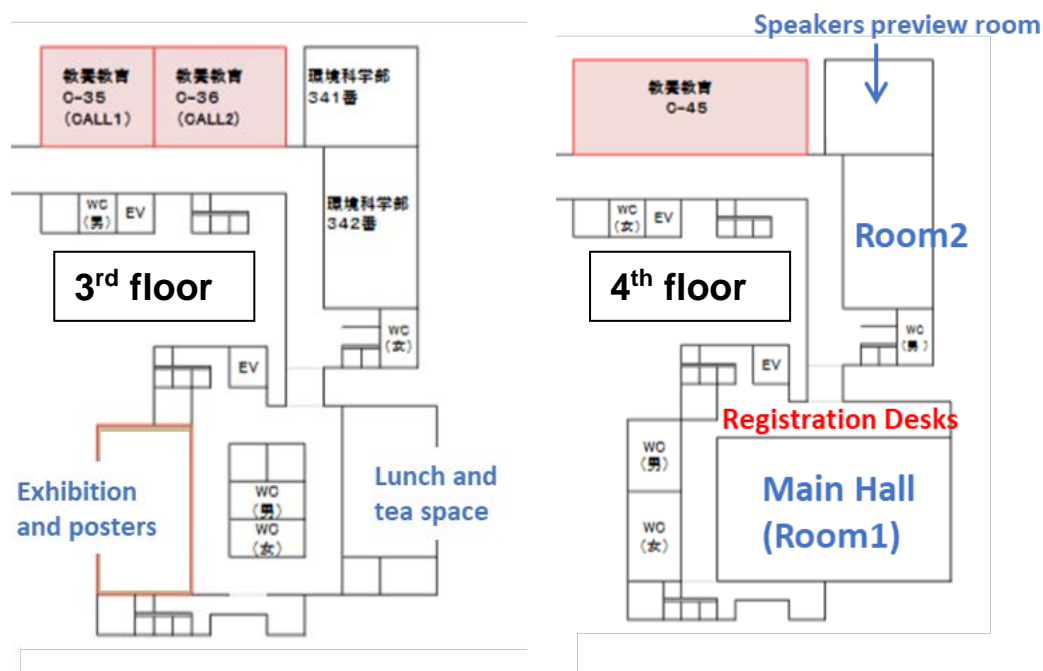 教養教育
C-35
(CALL1)
教養教育
C-36
(CALL2)
環境科学部
341番
WC
(男)
EV
環境科学部
342番
3rd floor
WC
(女)
EV
Exhibition
and posters
WC
(男)
WC
(女)
Lunch and
tea space
Speakers preview room
教養教育
C-45
WC
(女)
EV
Room2
4th floor
WC
(男)
EV
Registration Desks
WC
(男)
WC
(女)
Main Hall
(Room1)